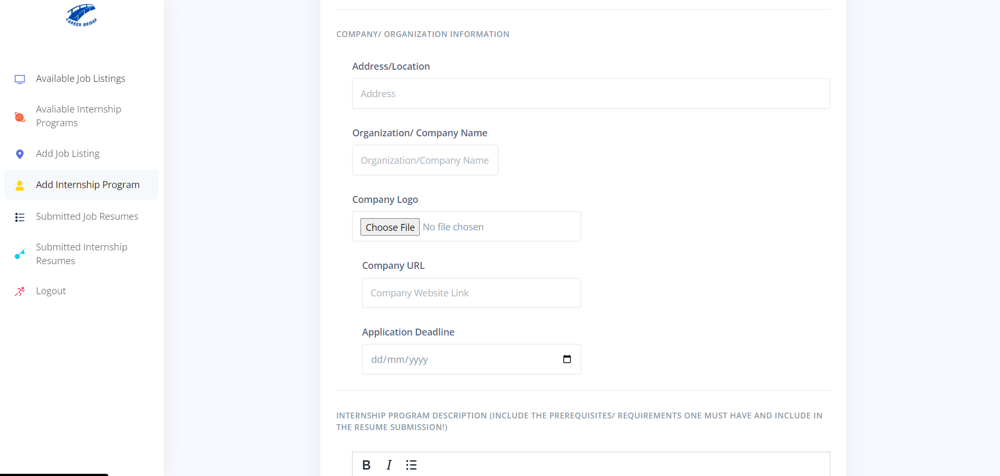 CAREER BRIDGE
Available Job Listings
Avaliable Internship
Programs
Add Job Listing
Add Internship Program
Submitted Job Resumes
Submitted Internship
Resumes
Logout
COMPANY/ ORGANIZATION INFORMATION
Address/Location
Address
Organization/ Company Name
Organization/Company Name
Company Logo
Choose File No file chosen
Company URL
Company Website Link
Application Deadline
dd/mm/yyyy
INTERNSHIP PROGRAM DESCRIPTION (INCLUDE THE PREREQUISITES/ REQUIREMENTS ONE MUST HAVE AND INCLUDE IN
THE RESUME SUBMISSION!)
B I